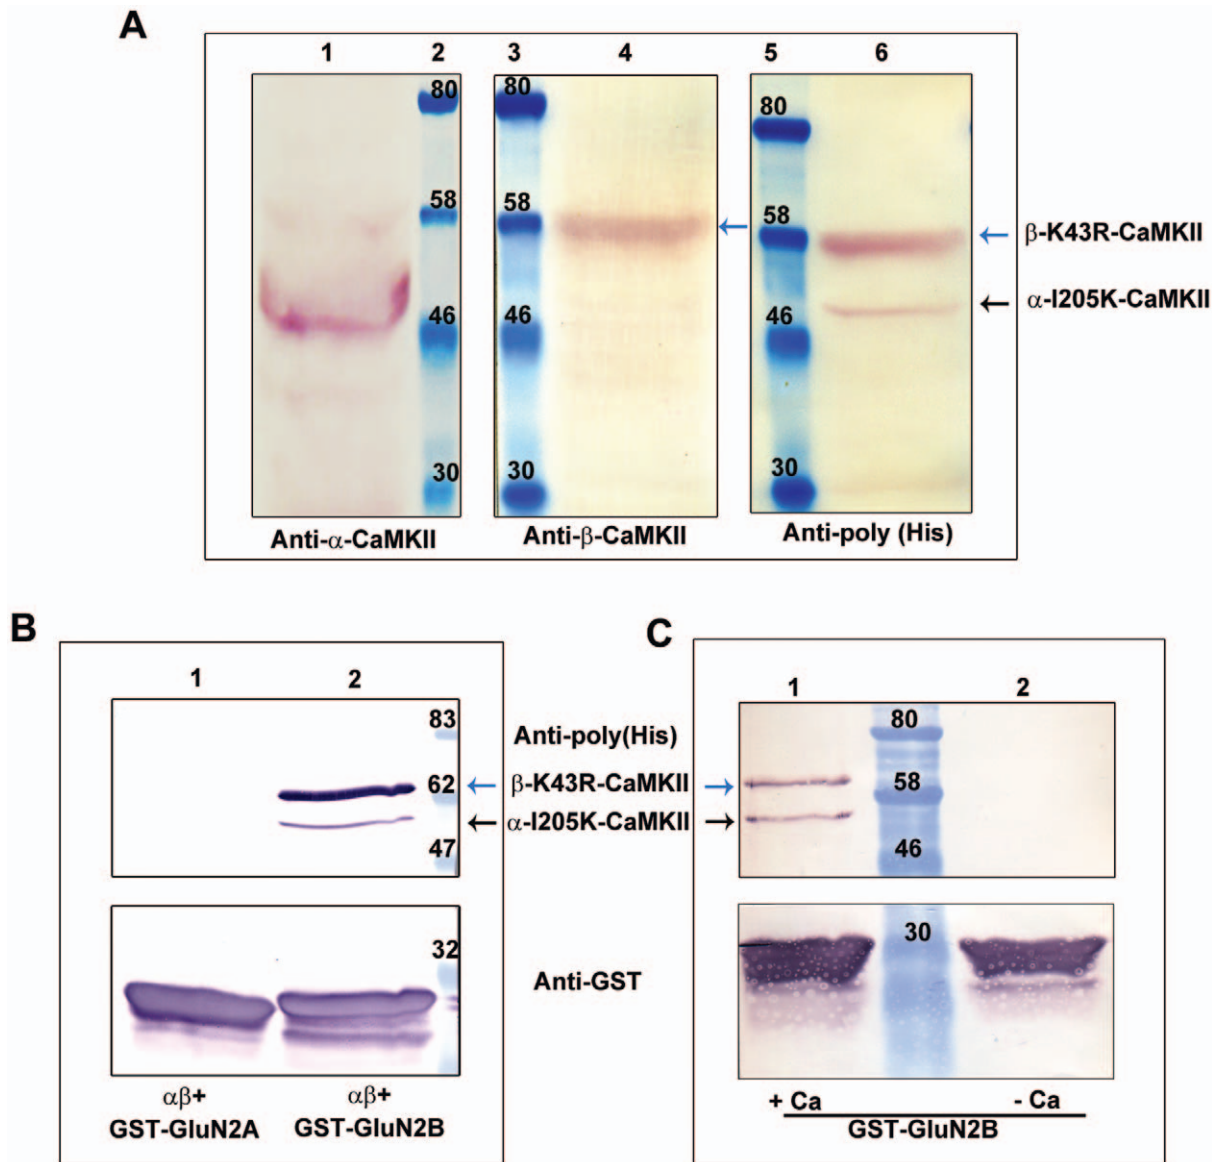 A
1 2 3 4 5 6
80 80 80
58 58 58
β-K43R-CaMKII
α-I205K-CaMKII
46 46 46
30 30 30
Anti-α-CaMKII Anti-β-CaMKII Anti-poly (His)
B
1 2
83
62
47
32
αβ+ αβ+
GST-GluN2A GST-GluN2B
Anti-poly(His)
β-K43R-CaMKII
α-I205K-CaMKII
Anti-GST
C
1 2
80
58
46
30
+ Ca - Ca
GST-GluN2B